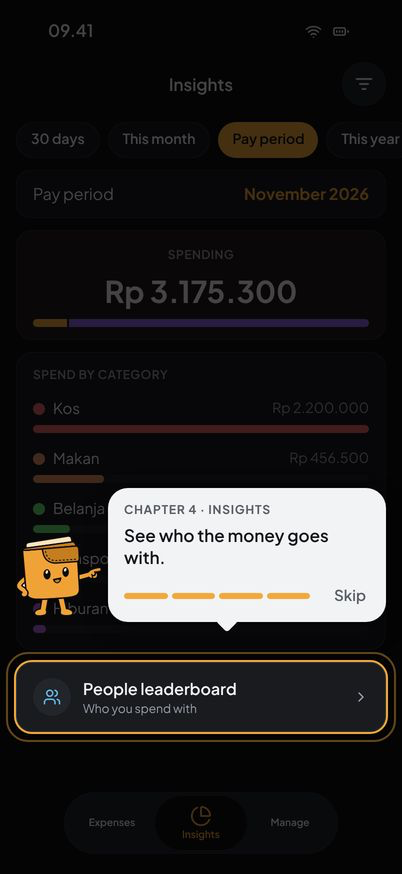 09.41
Insights
30 days
This month
Pay period
This year
Pay period
November 2026
SPENDING
Rp 3.175.300
SPEND BY CATEGORY
Kos
Rp 2.200.000
Makan
Rp 456.500
Belanja
CHAPTER 4 · INSIGHTS
See who the money goes
with.
Skip
People leaderboard
Who you spend with
Expenses
Insights
Manage